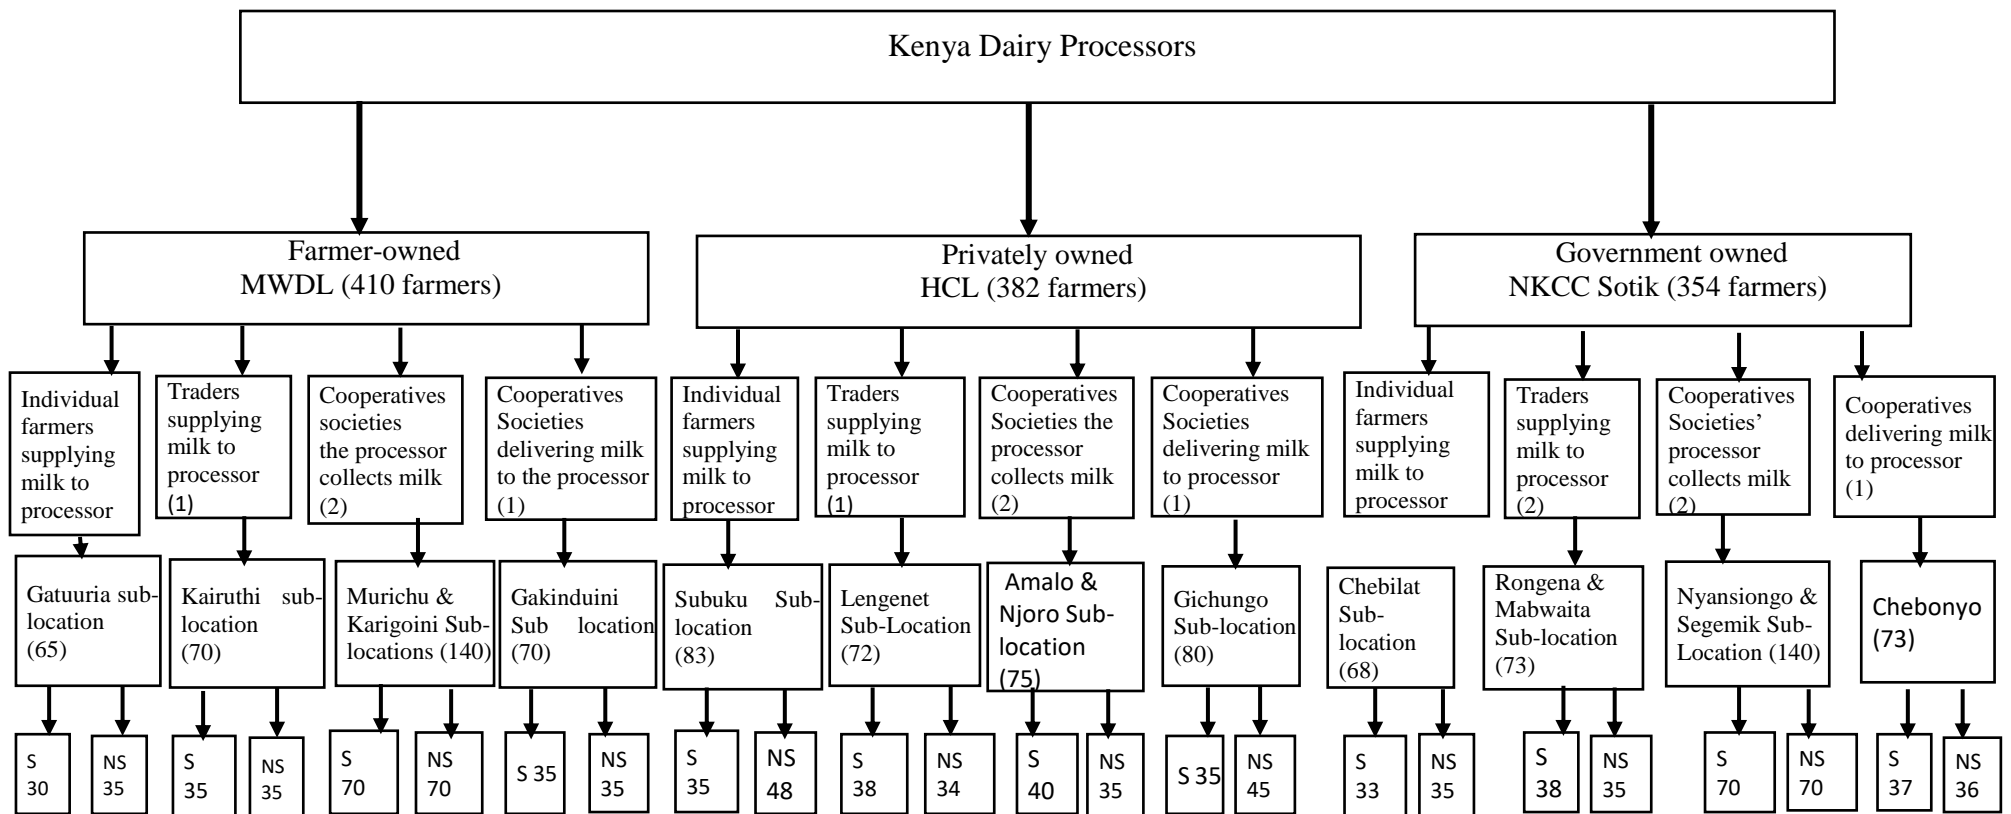 Kenya Dairy Processors
Farmer-owned
MWDL (410 farmers)
Privately owned
HCL (382 farmers)
Government owned
NKCC Sotik (354 farmers)
Individual
farmers
supplying
milk to
processor
Traders
supplying
milk to
processor
(1)
Cooperatives
societies
the processor
collects milk
(2)
Cooperatives
Societies
delivering milk
to the processor
(1)
Individual
farmers
supplying
milk to
processor
Traders
supplying
milk to
processor
(1)
Cooperatives
Societies the
processor
collects milk
(2)
Cooperatives
Societies
delivering milk
to processor
(1)
Individual
farmers
supplying
milk to
processor
Traders
supplying
milk to
processor
(2)
Cooperatives
Societies’
processor
collects milk
(2)
Cooperatives
delivering milk
to processor
(1)
Gatuuria sub-
location
(65)
Kairuthi sub-
location
(70)
Murichu &
Karigoini Sub-
locations (140)
Gakinduini
Sub location
(70)
Subuku Sub-
location
(83)
Lengenet
Sub-Location
(72)
Amalo &
Njoro Sub-
location
(75)
Gichungo
Sub-location
(80)
Chebilat
Sub-
location
(68)
Rongena &
Mabwaita
Sub-location
(73)
Nyansiongo &
Segemik Sub-
Location (140)
Chebonyo
(73)
S
30
NS
35
S
35
NS
35
S
70
NS
70
S 35
NS
35
S
35
NS
48
S
38
NS
34
S
40
NS
35
S 35
NS
45
S
33
NS
35
S
38
NS
35
S
70
NS
70
S
37
NS
36